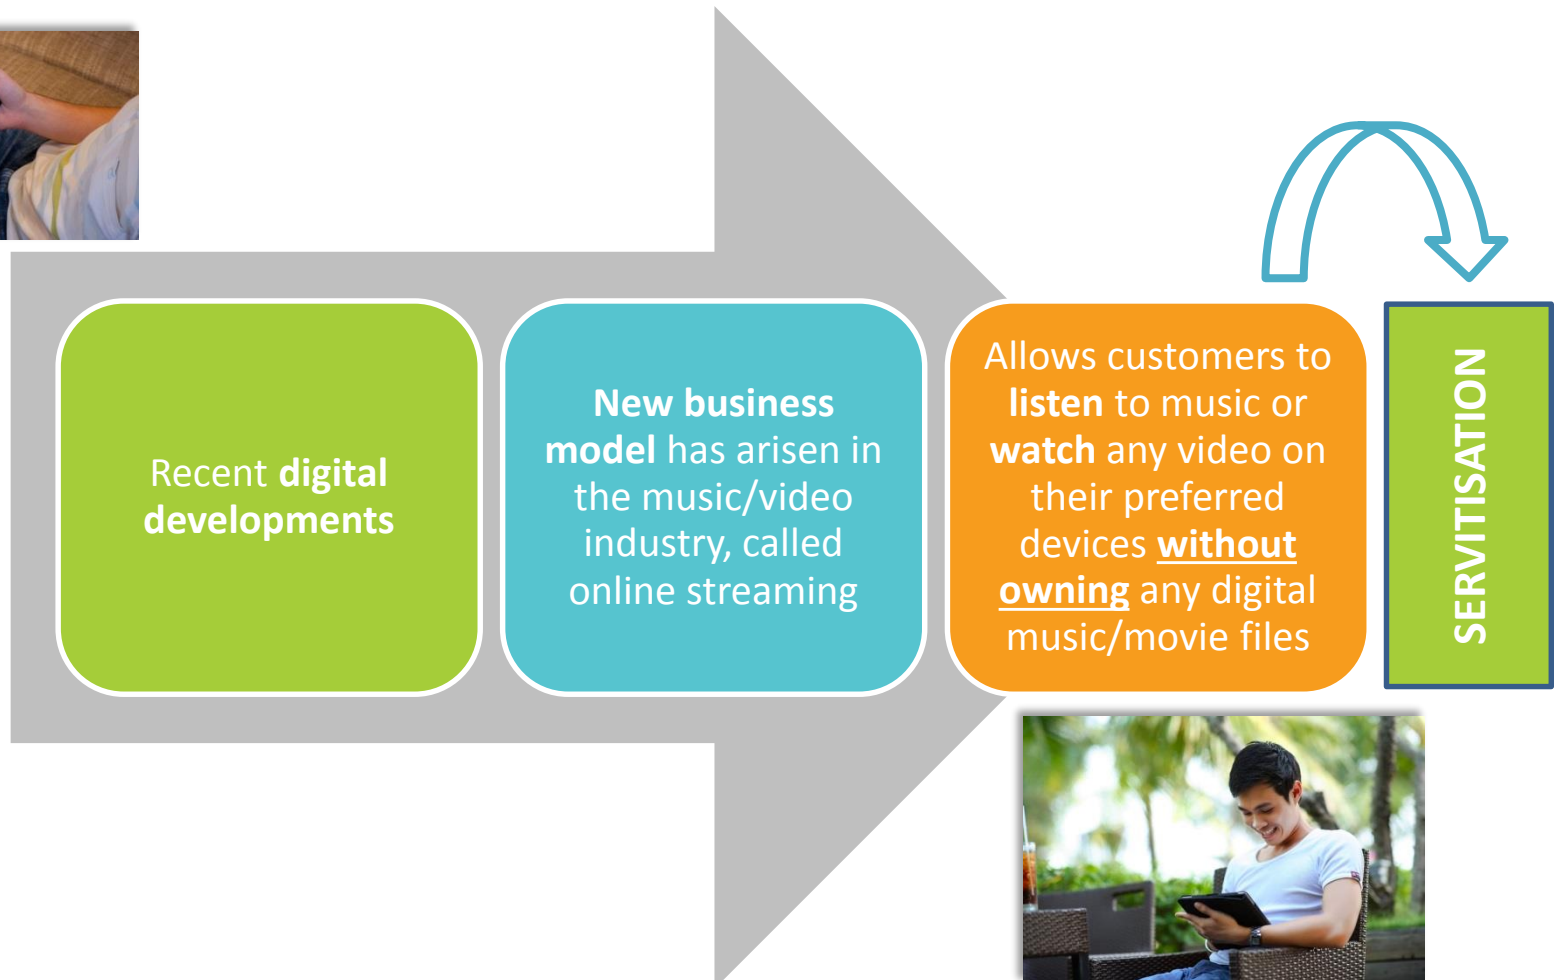 Recent digital
developments
New business
model has arisen in
the music/video
industry, called
online streaming
Allows customers to
listen to music or
watch any video on
their preferred
devices without
owning any digital
music/movie files
SERVITISATION